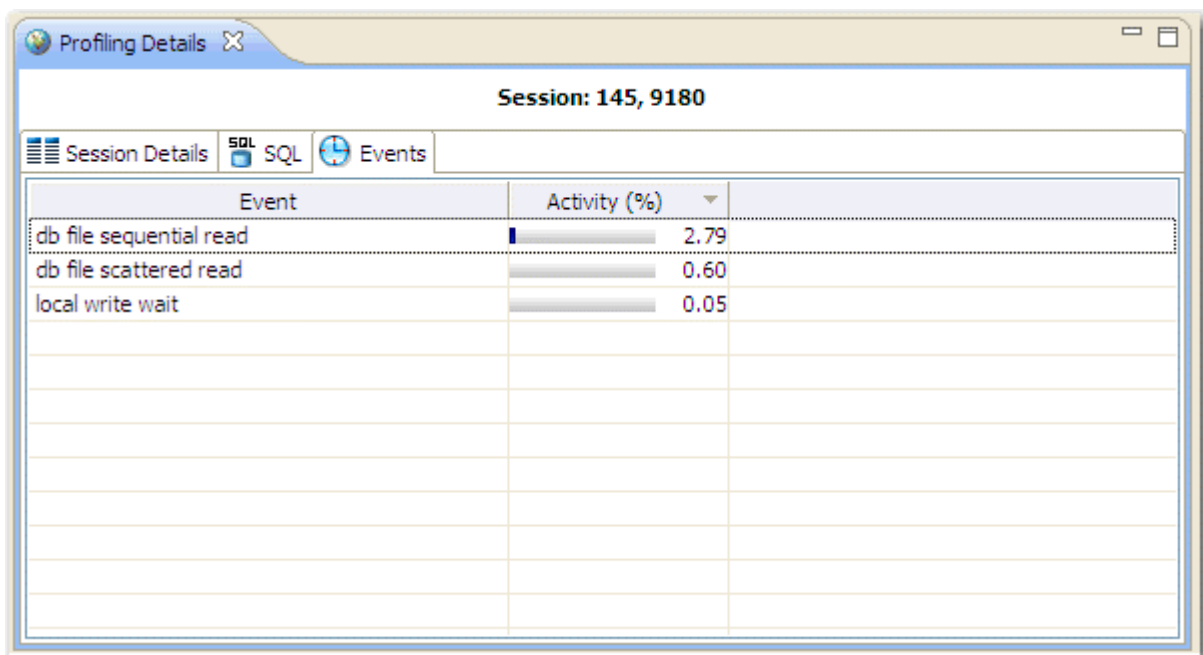 Profiling Details
Session: 145, 9180
Session Details SQL SQL Events
Event Activity (%)
db file sequential read 2.79
db file scattered read 0.60
local write wait 0.05